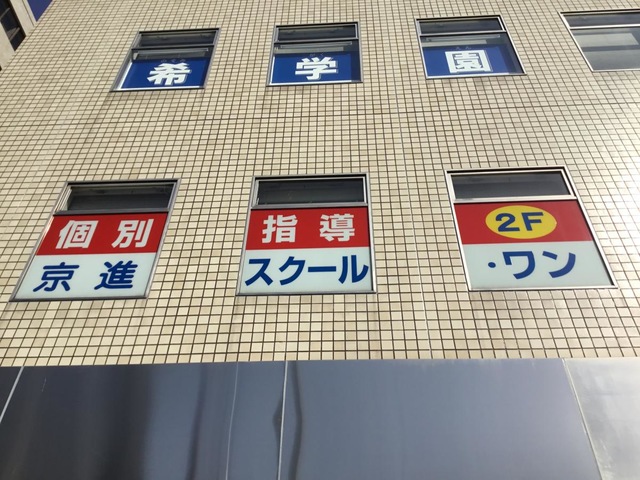 希学園
個別指導 2F
京進スクール・ワン